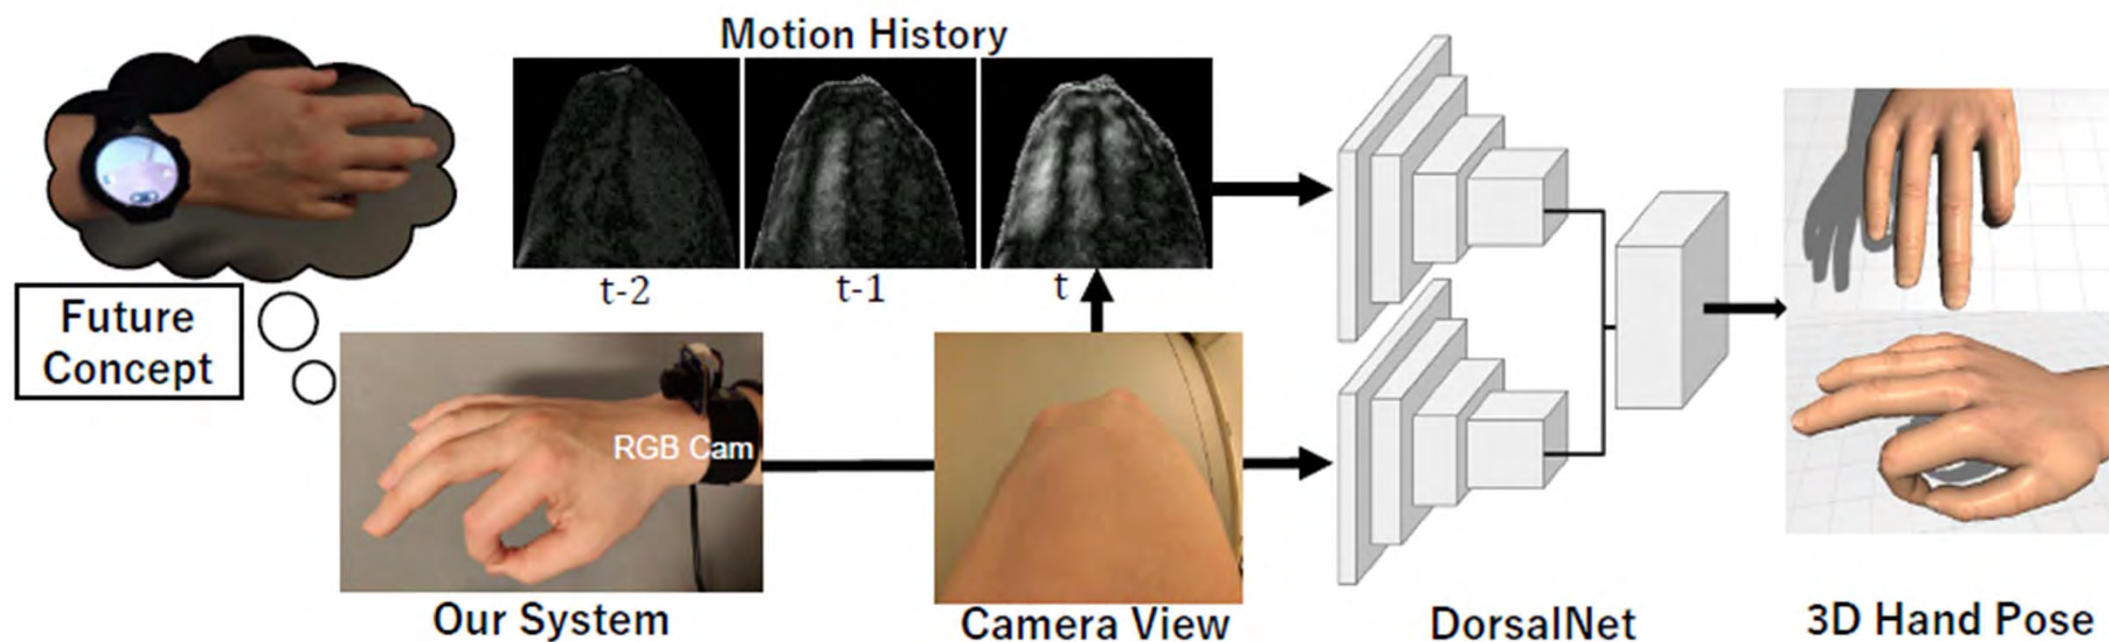 Motion History
t-2
t-1
t
Future
Concept
RGB Cam
Our System
Camera View
DorsalNet
3D Hand Pose